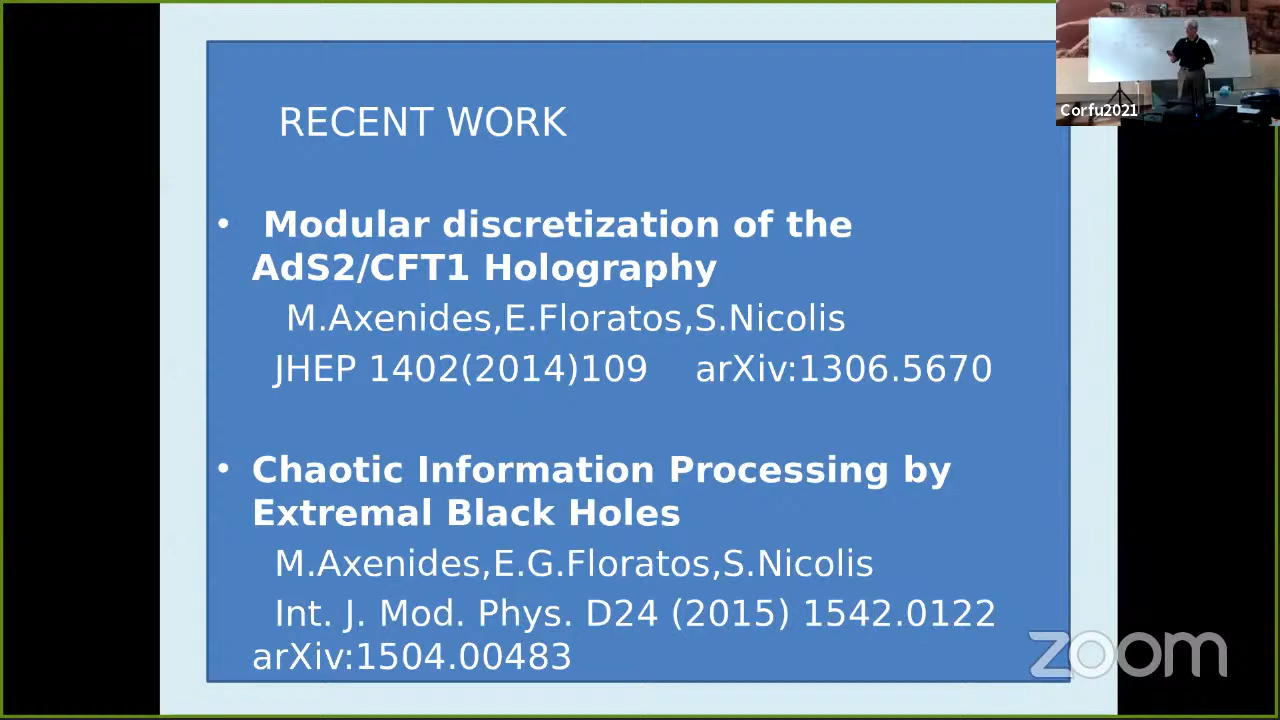 RECENT WORK
• Modular discretization of the
AdS2/CFT1 Holography
M.Axenides,E.Floratos,S.Nicolis
JHEP 1402(2014)109 arXiv:1306.5670
• Chaotic Information Processing by
Extremal Black Holes
M.Axenides,E.G.Floratos,S.Nicolis
Int. J. Mod. Phys. D24 (2015) 1542.0122
arXiv:1504.00483
Corfu2021
zoom